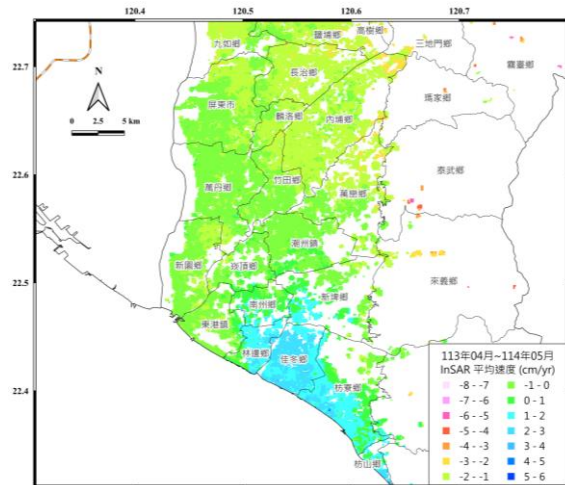 120.4 120.5 120.6 120.7
22.7
22.6
22.5
22.4
N
0 2.5 5 km
九如鄉
鹽埔鄉
高樹鄉
三地門鄉
霧臺鄉
長治鄉
瑪家鄉
屏東市
麟洛鄉
內埔鄉
泰武鄉
萬丹鄉
竹田鄉
萬巒鄉
潮州鎮
新園鄉
崁頂鄉
來義鄉
南州鄉
新埤鄉
東港鎮
林邊鄉
佳冬鄉
枋寮鄉
枋山鄉
113年04月~114年05月
InSAR 平均速度 (cm/yr)
-8 - -7 -1 - 0
-7 - -6 0 - 1
-6 - -5 1 - 2
-5 - -4 2 - 3
-4 - -3 3 - 4
-3 - -2 4 - 5
-2 - -1 5 - 6